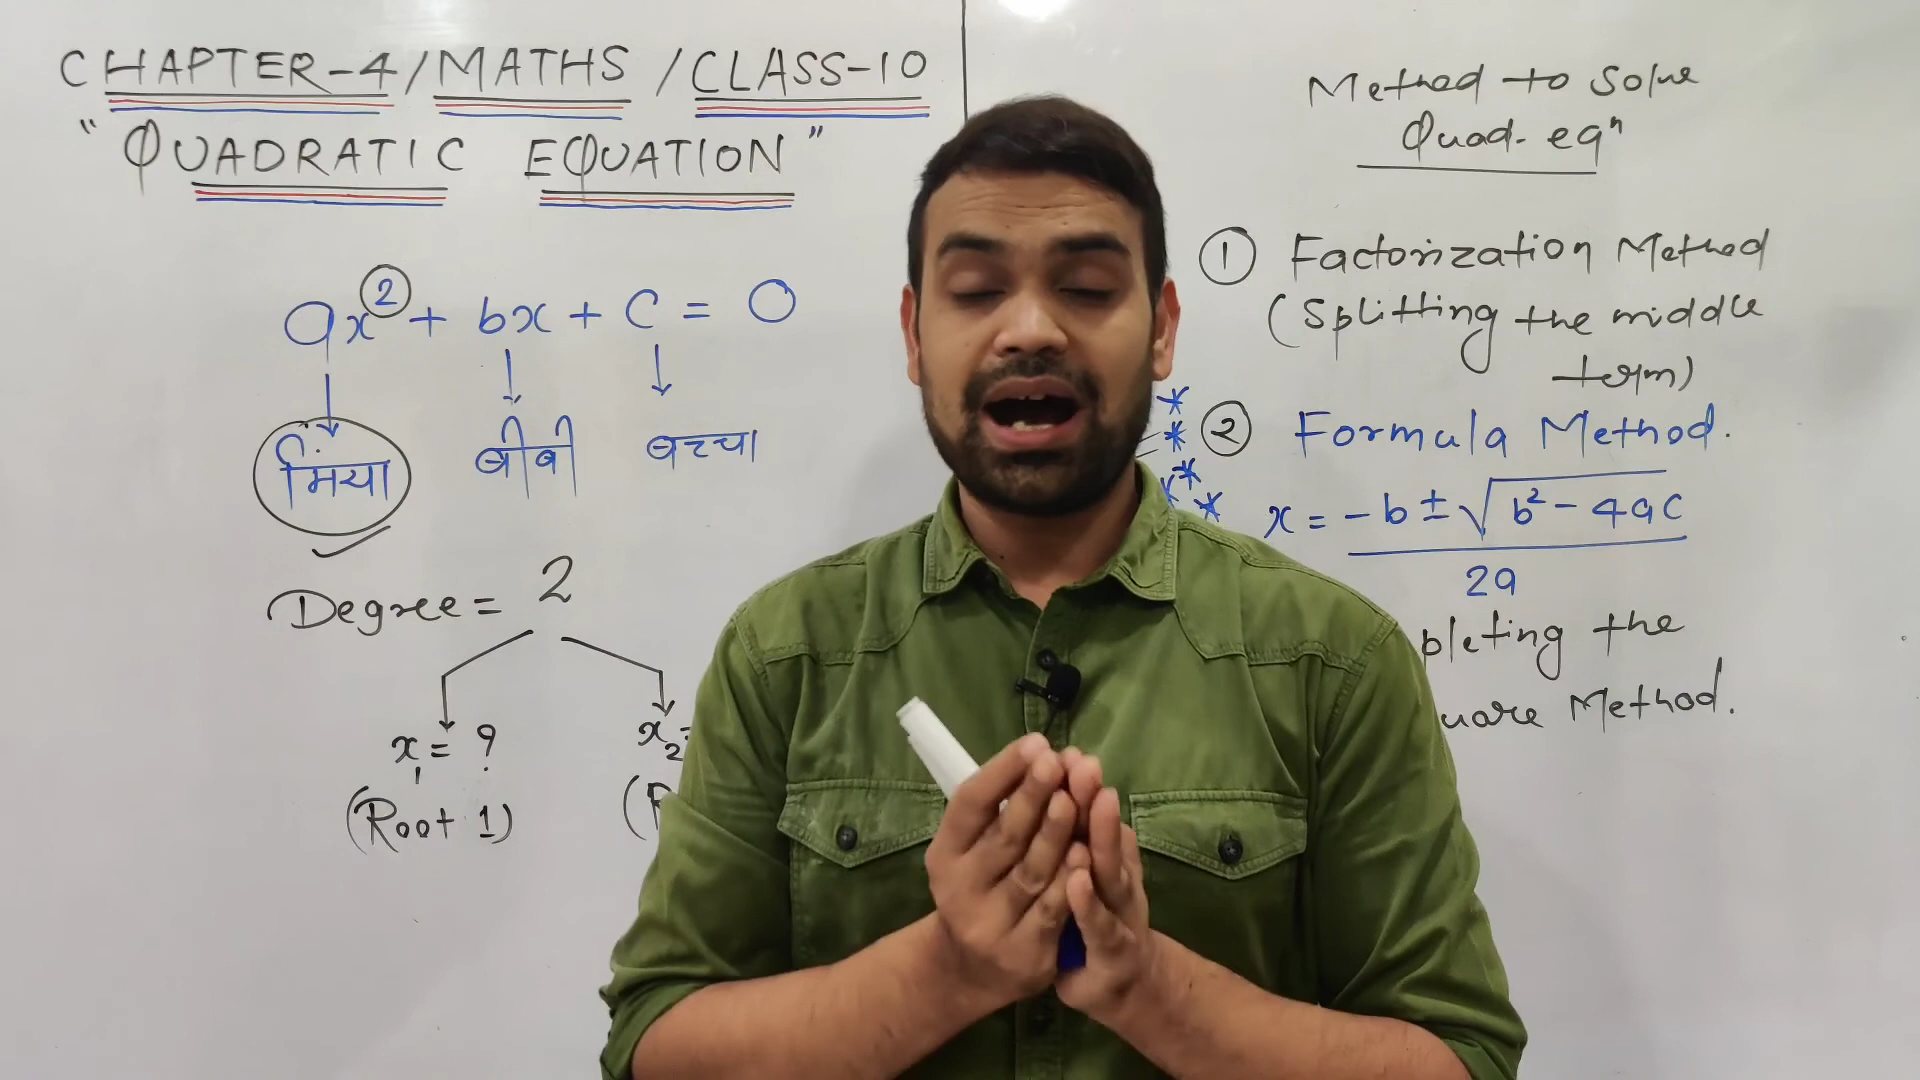 CHAPTER-4/MATHS/CLASS-10
"QUADRATIC EQUATION"
ax² + bx + c = 0
मियां बीवी बच्चा
Degree = 2
x₁ = ?
x₂=
(Root 1)
(R
Method to solve
Quad. eqⁿ
① Factorization Method
(Splitting the middle
term)
② Formula Method.
x = -b ± √b² - 4ac
2a
pleting the
uare Method.